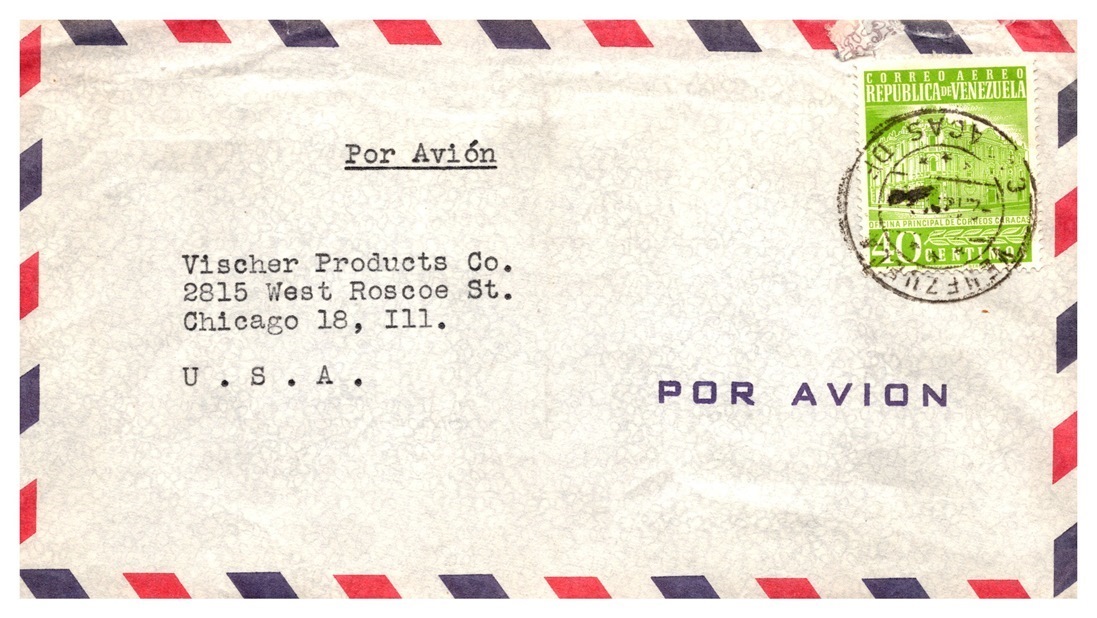 CORREO AEREO
REPUBLICA DE VENEZUELA
OFICINA PRINCIPAL DE CORREOS CARACAS
40 CENTIMOS
Por Avión
Vischer Products Co.
2815 West Roscoe St.
Chicago 18, Ill.
U . S . A .
POR AVION